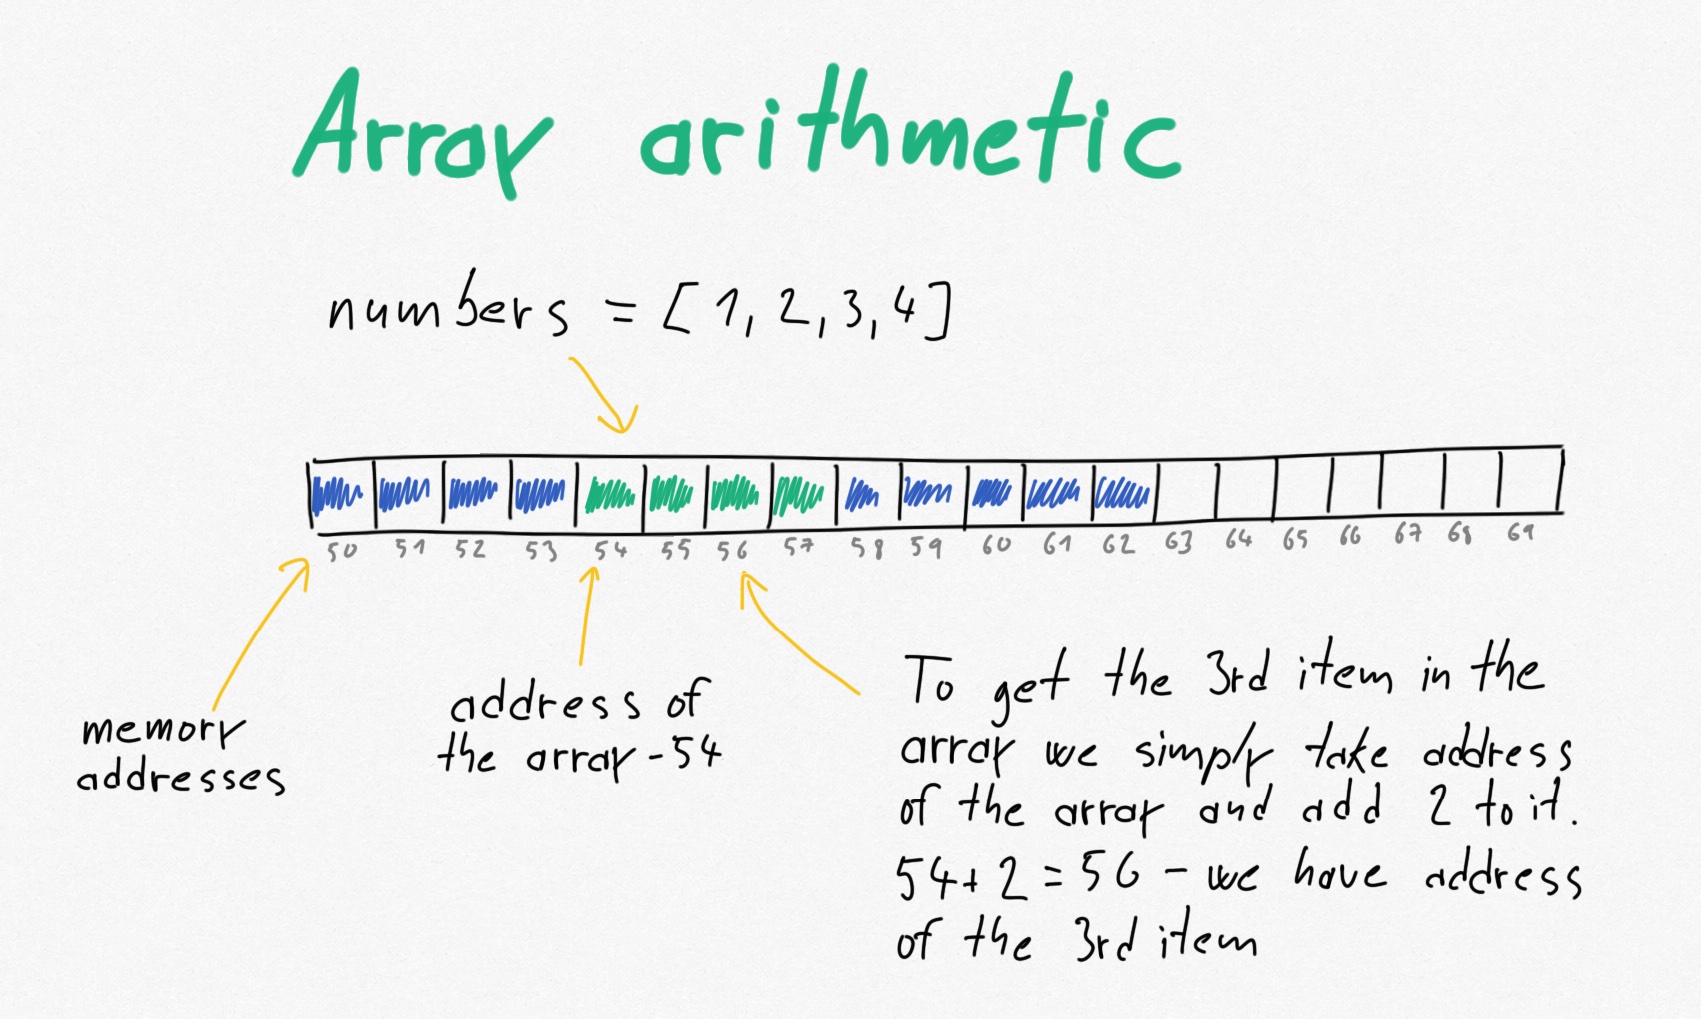 Array arithmetic
numbers = [1, 2, 3, 4]
50 51 52 53 54 55 56 57 58 59 60 61 62 63 64 65 66 67 68 69
memory
addresses
address of
the array - 54
To get the 3rd item in the
array we simply take address
of the array and add 2 to it.
54 + 2 = 56 - we have address
of the 3rd item